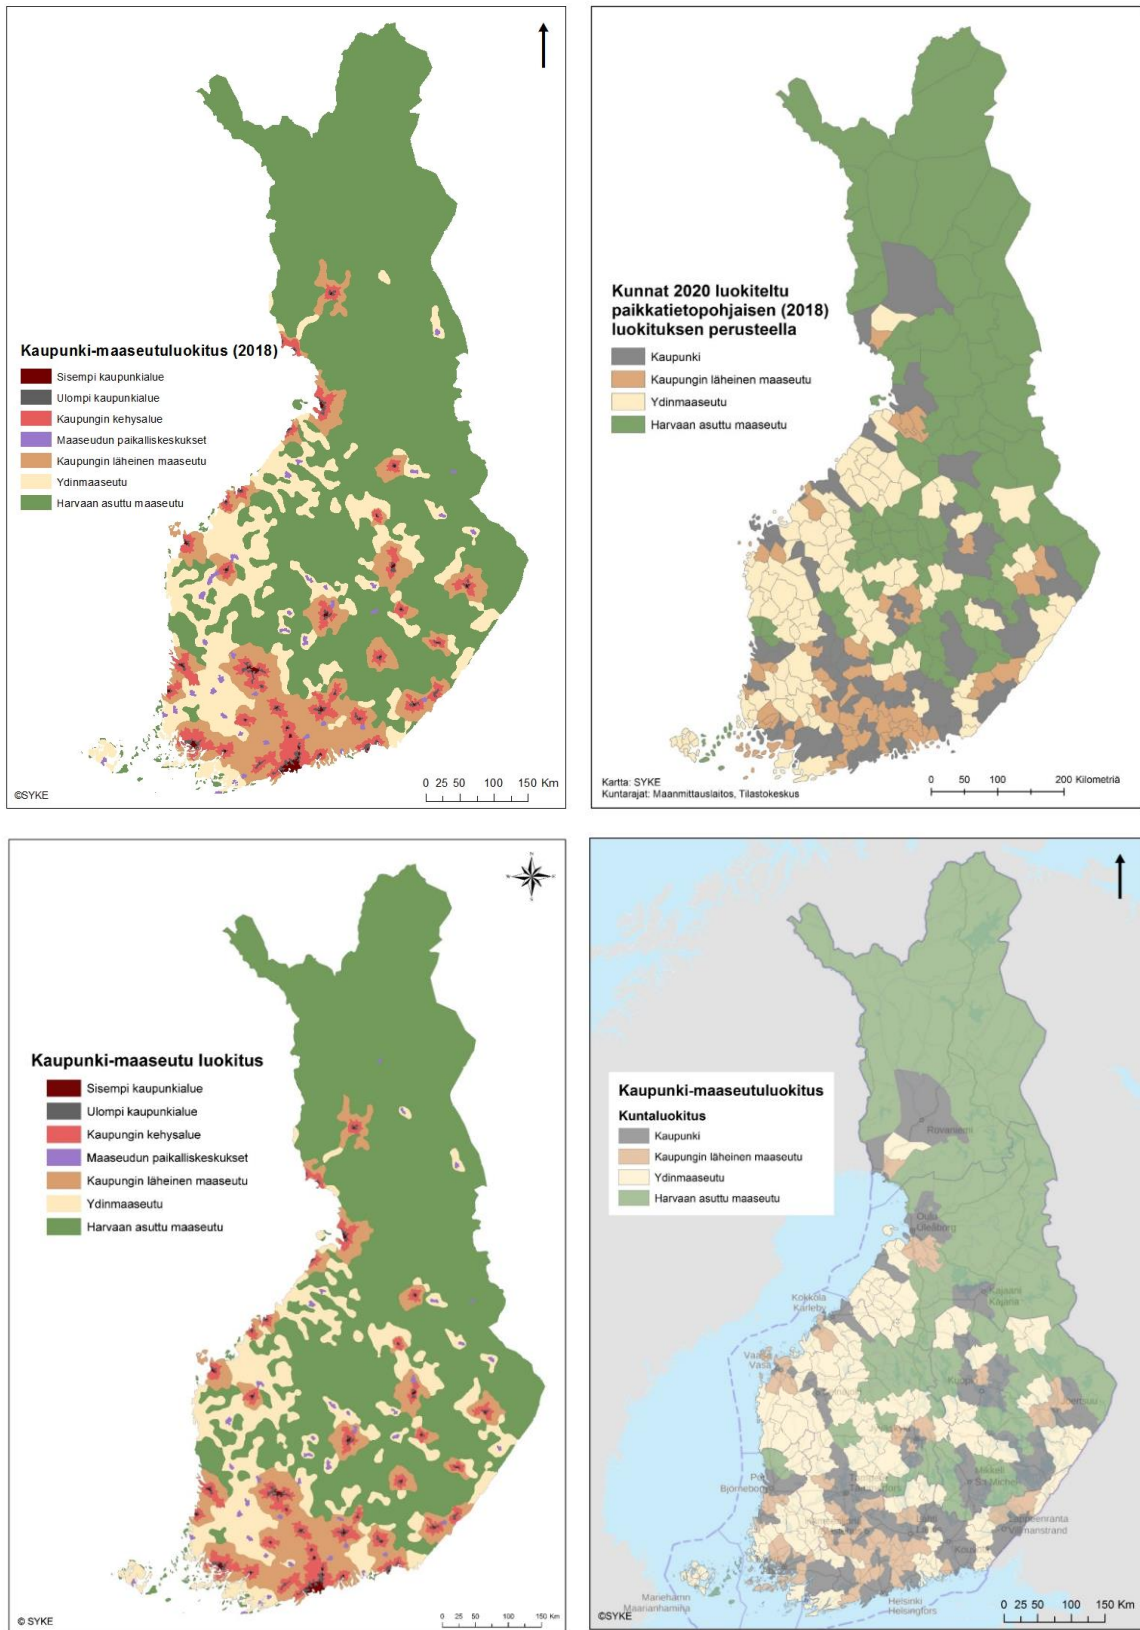 Kaupunki-maaseutuluokitus (2018)
Sisempi kaupunkialue
Ulompi kaupunkialue
Kaupungin kehysalue
Maaseudun paikalliskeskukset
Kaupungin läheinen maaseutu
Ydinmaaseutu
Harvaan asuttu maaseutu
©SYKE
0 25 50 100 150 Km
Kunnat 2020 luokiteltu
paikkatietopohjaisen (2018)
luokituksen perusteella
Kaupunki
Kaupungin läheinen maaseutu
Ydinmaaseutu
Harvaan asuttu maaseutu
Kartta: SYKE
Kuntarajat: Maanmittauslaitos, Tilastokeskus
0 50 100 200 Kilometriä
Kaupunki-maaseutu luokitus
Sisempi kaupunkialue
Ulompi kaupunkialue
Kaupungin kehysalue
Maaseudun paikalliskeskukset
Kaupungin läheinen maaseutu
Ydinmaaseutu
Harvaan asuttu maaseutu
© SYKE
0 25 50 100 150 Km
Kaupunki-maaseutuluokitus
Kuntaluokitus
Kaupunki
Kaupungin läheinen maaseutu
Ydinmaaseutu
Harvaan asuttu maaseutu
Rovaniemi
Oulu
Uleåborg
Kajaani
Kajana
Kokkola
Karleby
Vaasa
Vasa
Kuopio
Joensuu
Mikkeli
S:t Michel
Pori
Björneborg
Tampere
Tammerfors
Lahti
Lappeenranta
Villmanstrand
Kouvola
Mariehamn
Maarianhamina
Helsinki
Helsingfors
©SYKE
0 25 50 100 150 Km